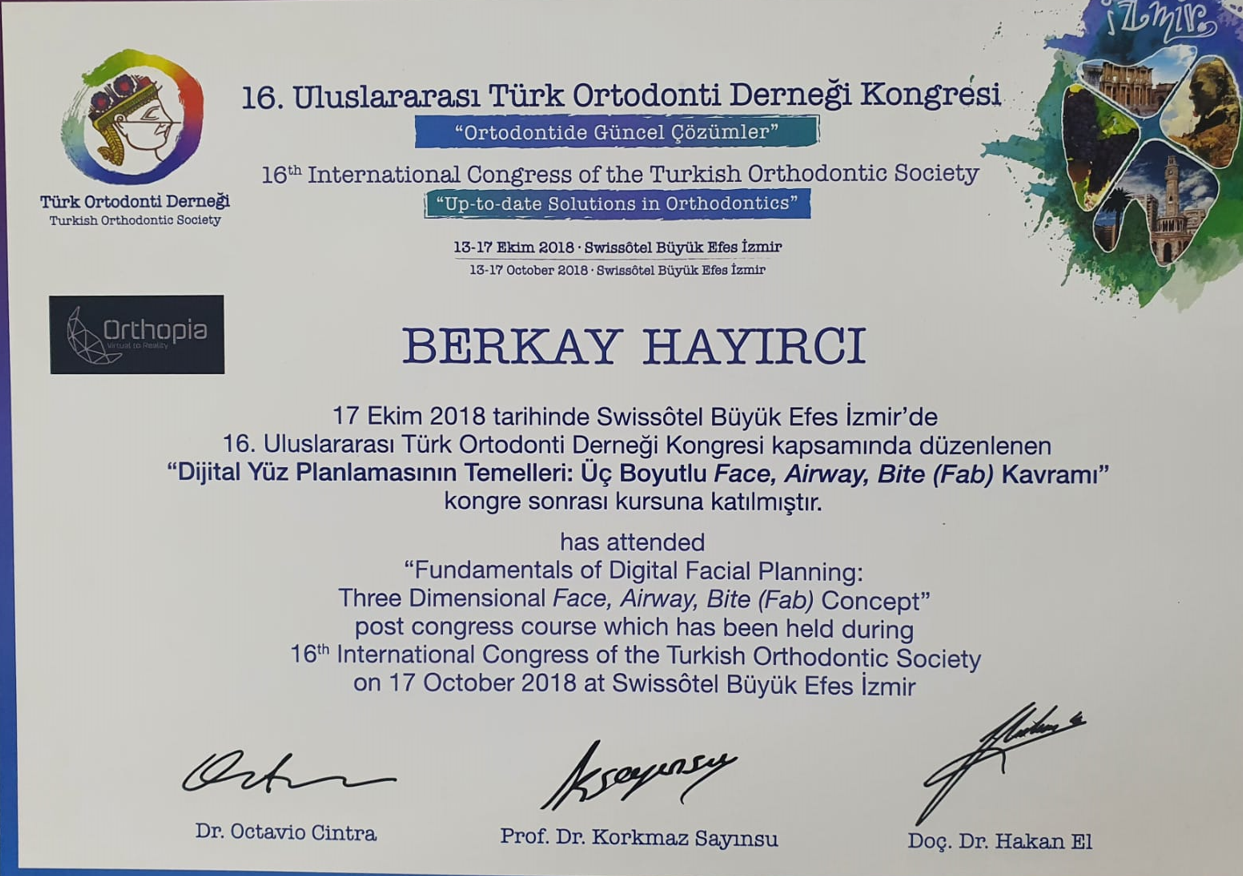 izmir
16. Uluslararası Türk Ortodonti Derneği Kongresi
“Ortodontide Güncel Çözümler”
16th International Congress of the Turkish Orthodontic Society
“Up-to-date Solutions in Orthodontics”
Türk Ortodonti Derneği
Turkish Orthodontic Society
13-17 Ekim 2018 · Swissôtel Büyük Efes İzmir
13-17 October 2018 · Swissôtel Büyük Efes İzmir
Orthopia
Virtual to Reality
BERKAY HAYIRCI
17 Ekim 2018 tarihinde Swissôtel Büyük Efes İzmir’de
16. Uluslararası Türk Ortodonti Derneği Kongresi kapsamında düzenlenen
“Dijital Yüz Planlamasının Temelleri: Üç Boyutlu Face, Airway, Bite (Fab) Kavramı”
kongre sonrası kursuna katılmıştır.
has attended
“Fundamentals of Digital Facial Planning:
Three Dimensional Face, Airway, Bite (Fab) Concept”
post congress course which has been held during
16th International Congress of the Turkish Orthodontic Society
on 17 October 2018 at Swissôtel Büyük Efes İzmir
Dr. Octavio Cintra
Prof. Dr. Korkmaz Sayınsu
Doç. Dr. Hakan El